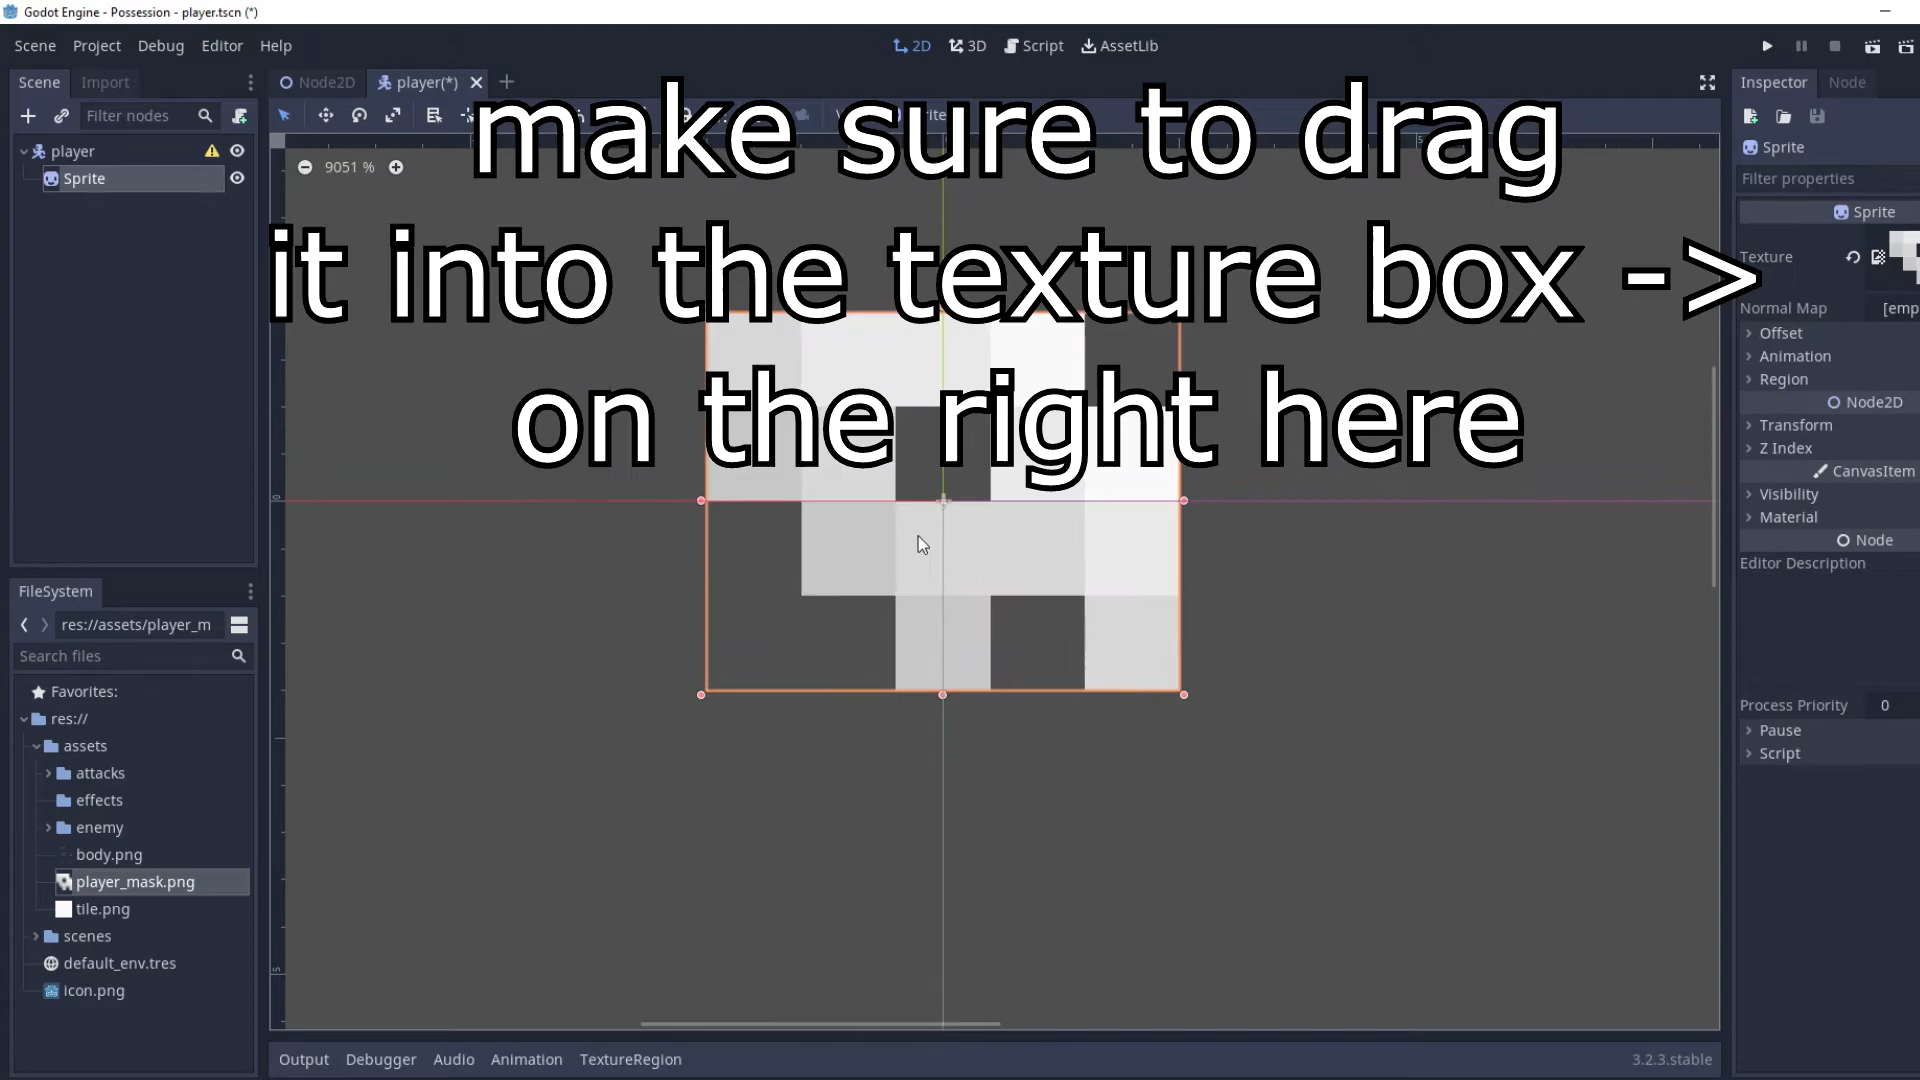 Godot Engine - Possession - player.tscn (*)
Scene Project Debug Editor Help
2D 3D Script AssetLib
Scene Import
Node2D player(*)
Inspector Node
Filter nodes
make sure to drag
it into the texture box ->
on the right here
player
Sprite
9051 %
Sprite
Filter properties
Sprite
Texture
Normal Map [emp
Offset
Animation
Region
Node2D
Transform
Z Index
CanvasItem
Visibility
Material
Node
Editor Description
Process Priority 0
Pause
Script
FileSystem
res://assets/player_m
Search files
Favorites:
res://
assets
attacks
effects
enemy
body.png
player_mask.png
tile.png
scenes
default_env.tres
icon.png
0
5
Output Debugger Audio Animation TextureRegion
3.2.3.stable